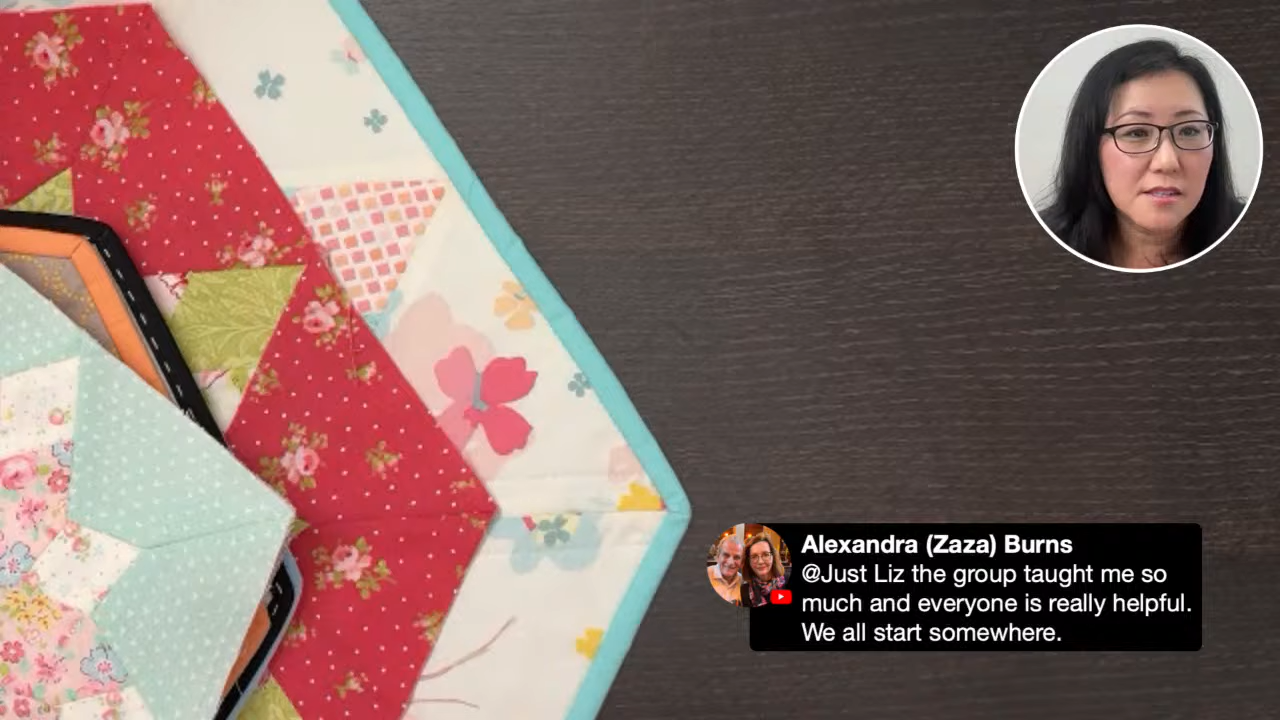 Alexandra (Zaza) Burns
@Just Liz the group taught me so
much and everyone is really helpful.
We all start somewhere.